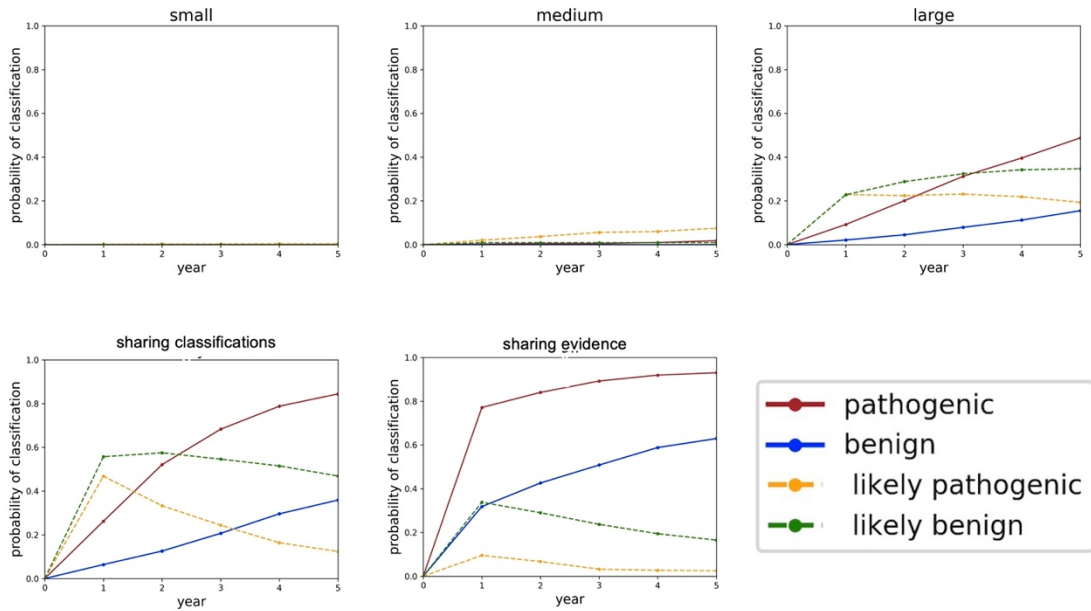 small
medium
large
1.0
0.8
0.6
0.4
0.2
0.0
probability of classification
0 1 2 3 4 5
year
1.0
0.8
0.6
0.4
0.2
0.0
probability of classification
0 1 2 3 4 5
year
1.0
0.8
0.6
0.4
0.2
0.0
probability of classification
0 1 2 3 4 5
year
sharing classifications
1.0
0.8
0.6
0.4
0.2
0.0
probability of classification
0 1 2 3 4 5
year
sharing evidence
1.0
0.8
0.6
0.4
0.2
0.0
probability of classification
0 1 2 3 4 5
year
pathogenic
benign
likely pathogenic
likely benign